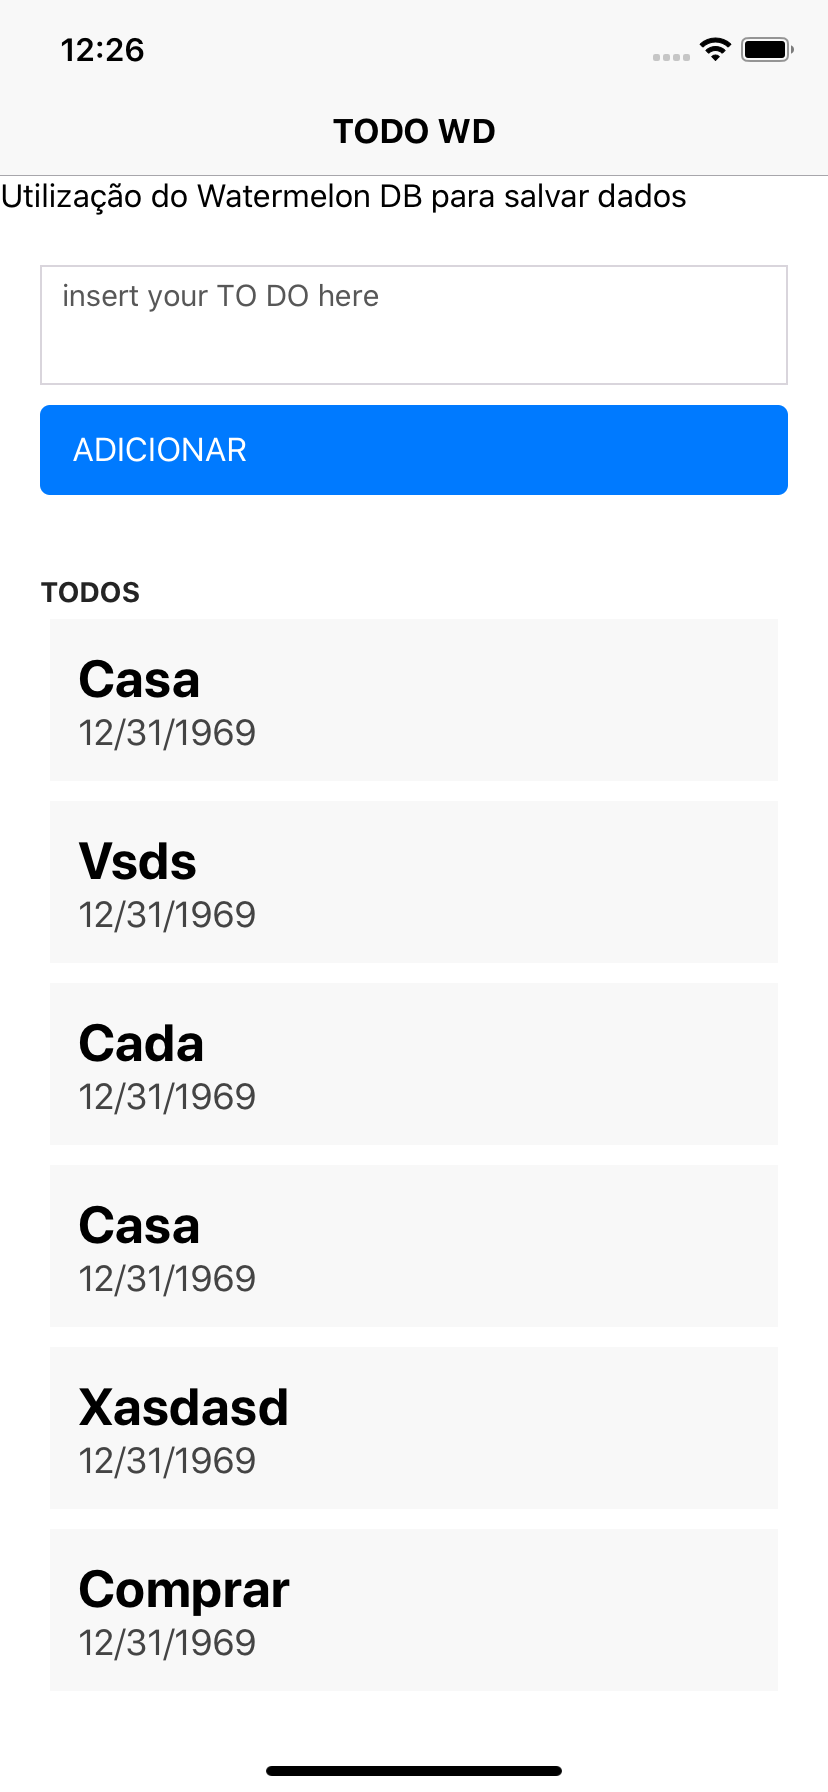 12:26
TODO WD
Utilização do Watermelon DB para salvar dados
insert your TO DO here
ADICIONAR
TODOS
Casa
12/31/1969
Vsds
12/31/1969
Cada
12/31/1969
Casa
12/31/1969
Xasdasd
12/31/1969
Comprar
12/31/1969